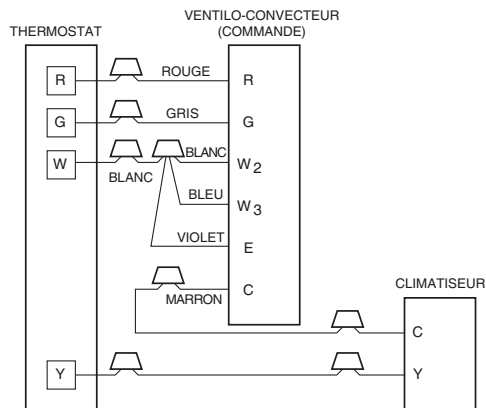 VENTILO-CONVECTEUR
THERMOSTAT (COMMANDE)
R ROUGE R
G GRIS G
W BLANC W2
BLANC
BLEU W3
VIOLET E
C
MARRON CLIMATISEUR
C
Y Y